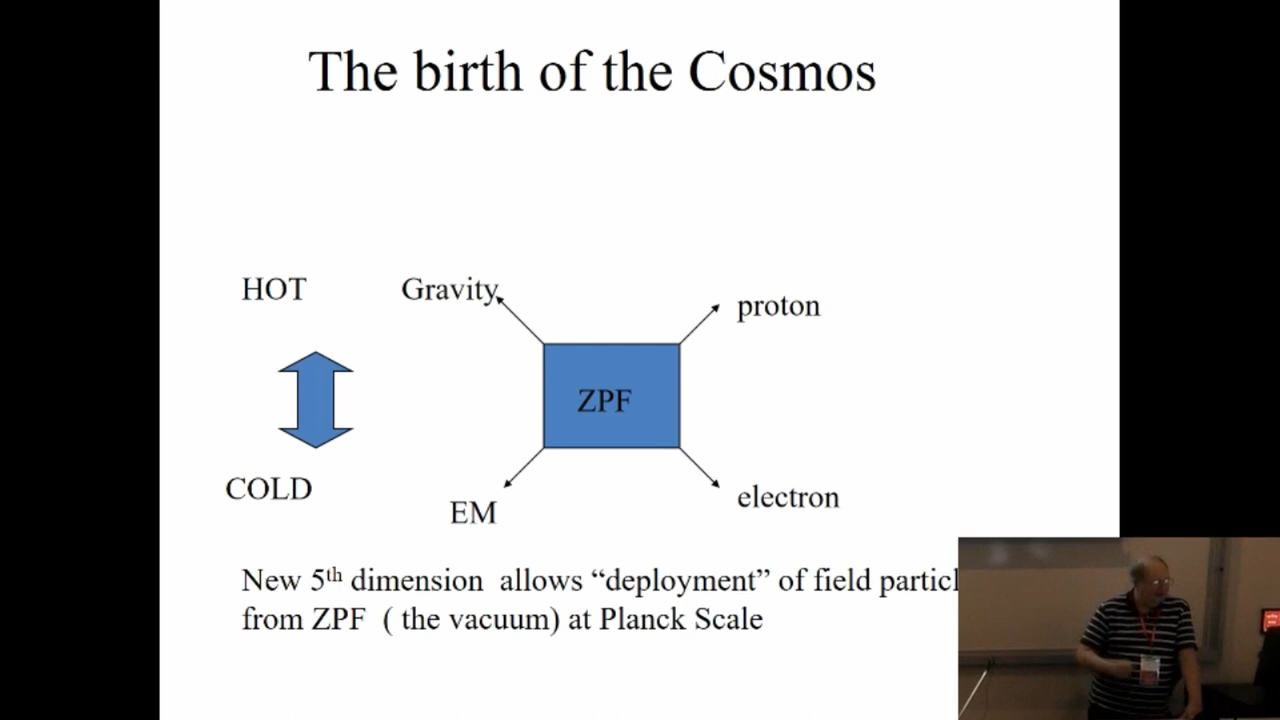 The birth of the Cosmos
HOT
Gravity
proton
ZPF
COLD
EM
electron
New 5th dimension allows “deployment” of field
from ZPF ( the vacuum) at Planck Scale